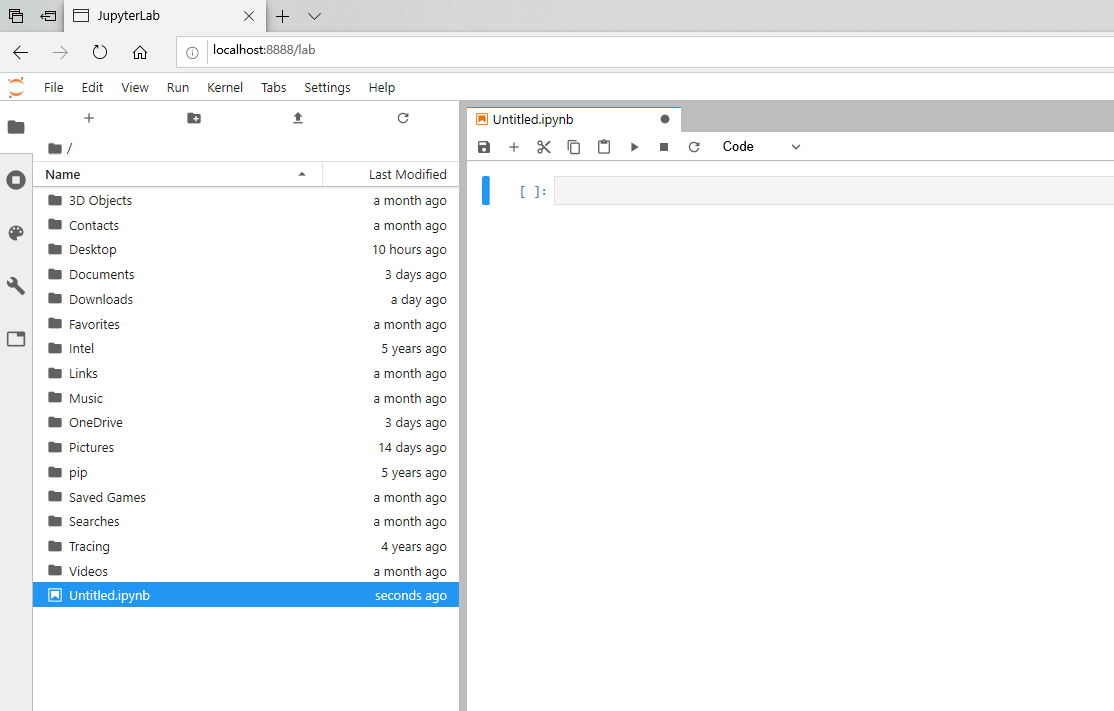 JupyterLab
localhost:8888/lab
File Edit View Run Kernel Tabs Settings Help
/
Name Last Modified
3D Objects a month ago
Contacts a month ago
Desktop 10 hours ago
Documents 3 days ago
Downloads a day ago
Favorites a month ago
Intel 5 years ago
Links a month ago
Music a month ago
OneDrive 3 days ago
Pictures 14 days ago
pip 5 years ago
Saved Games a month ago
Searches a month ago
Tracing 4 years ago
Videos a month ago
Untitled.ipynb seconds ago
Untitled.ipynb
Code
[ ]: